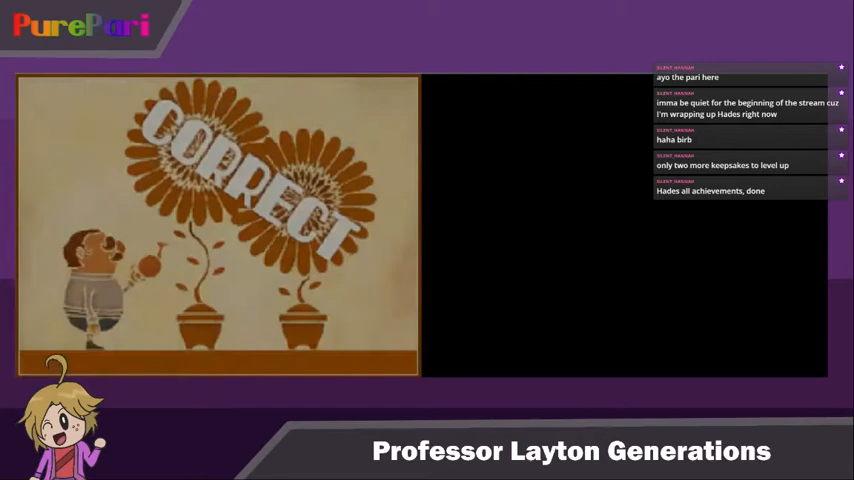 PurePari
CORRECT
SILENT_HANNAH
ayo the pari here
SILENT_HANNAH
imma be quiet for the beginning of the stream cuz
I'm wrapping up Hades right now
SILENT_HANNAH
haha birb
SILENT_HANNAH
only two more keepsakes to level up
SILENT_HANNAH
Hades all achievements, done
Professor Layton Generations